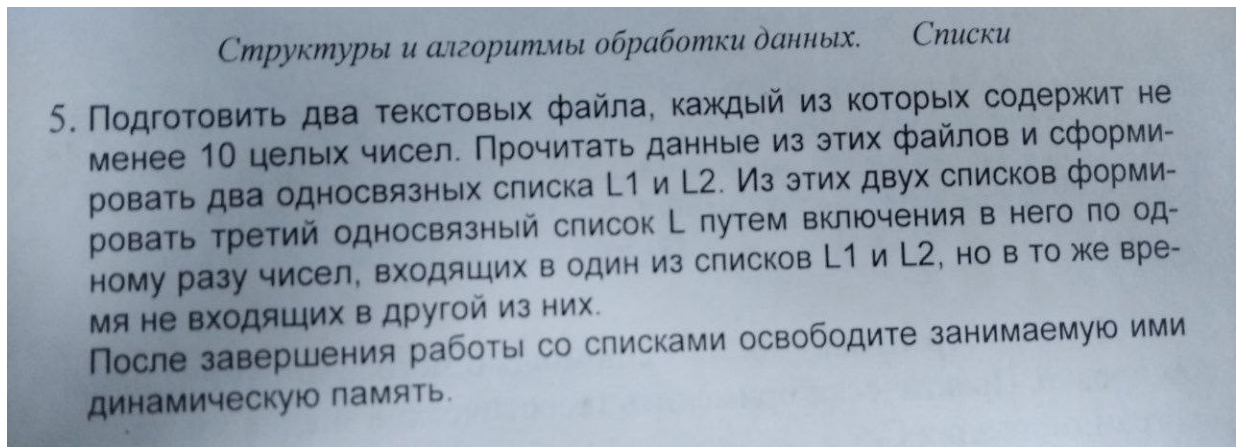 Структуры и алгоритмы обработки данных. Списки
5. Подготовить два текстовых файла, каждый из которых содержит не
менее 10 целых чисел. Прочитать данные из этих файлов и сформи-
ровать два односвязных списка L1 и L2. Из этих двух списков форми-
ровать третий односвязный список L путем включения в него по од-
ному разу чисел, входящих в один из списков L1 и L2, но в то же вре-
мя не входящих в другой из них.
После завершения работы со списками освободите занимаемую ими
динамическую память.